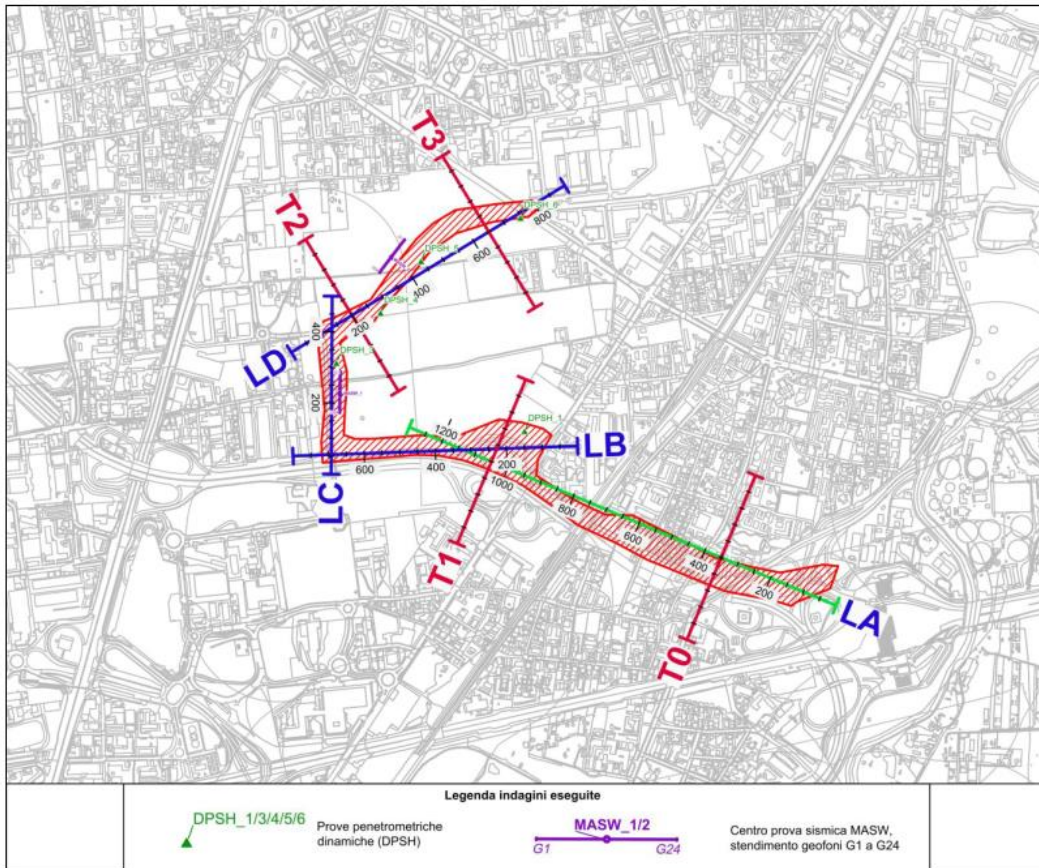 T3
T2
DPSH_6
800
600
DPSH_5
400
DPSH_4
200
LD
400
DPSH_3
200
1200
DPSH_1
LB
600
400
200
LC
1000
800
T1
600
400
200
LA
T0
Legenda indagini eseguite
DPSH_1/3/4/5/6
Prove penetrometriche
dinamiche (DPSH)
MASW_1/2
G1
G24
Centro prova sismica MASW,
stendimento geofoni G1 a G24